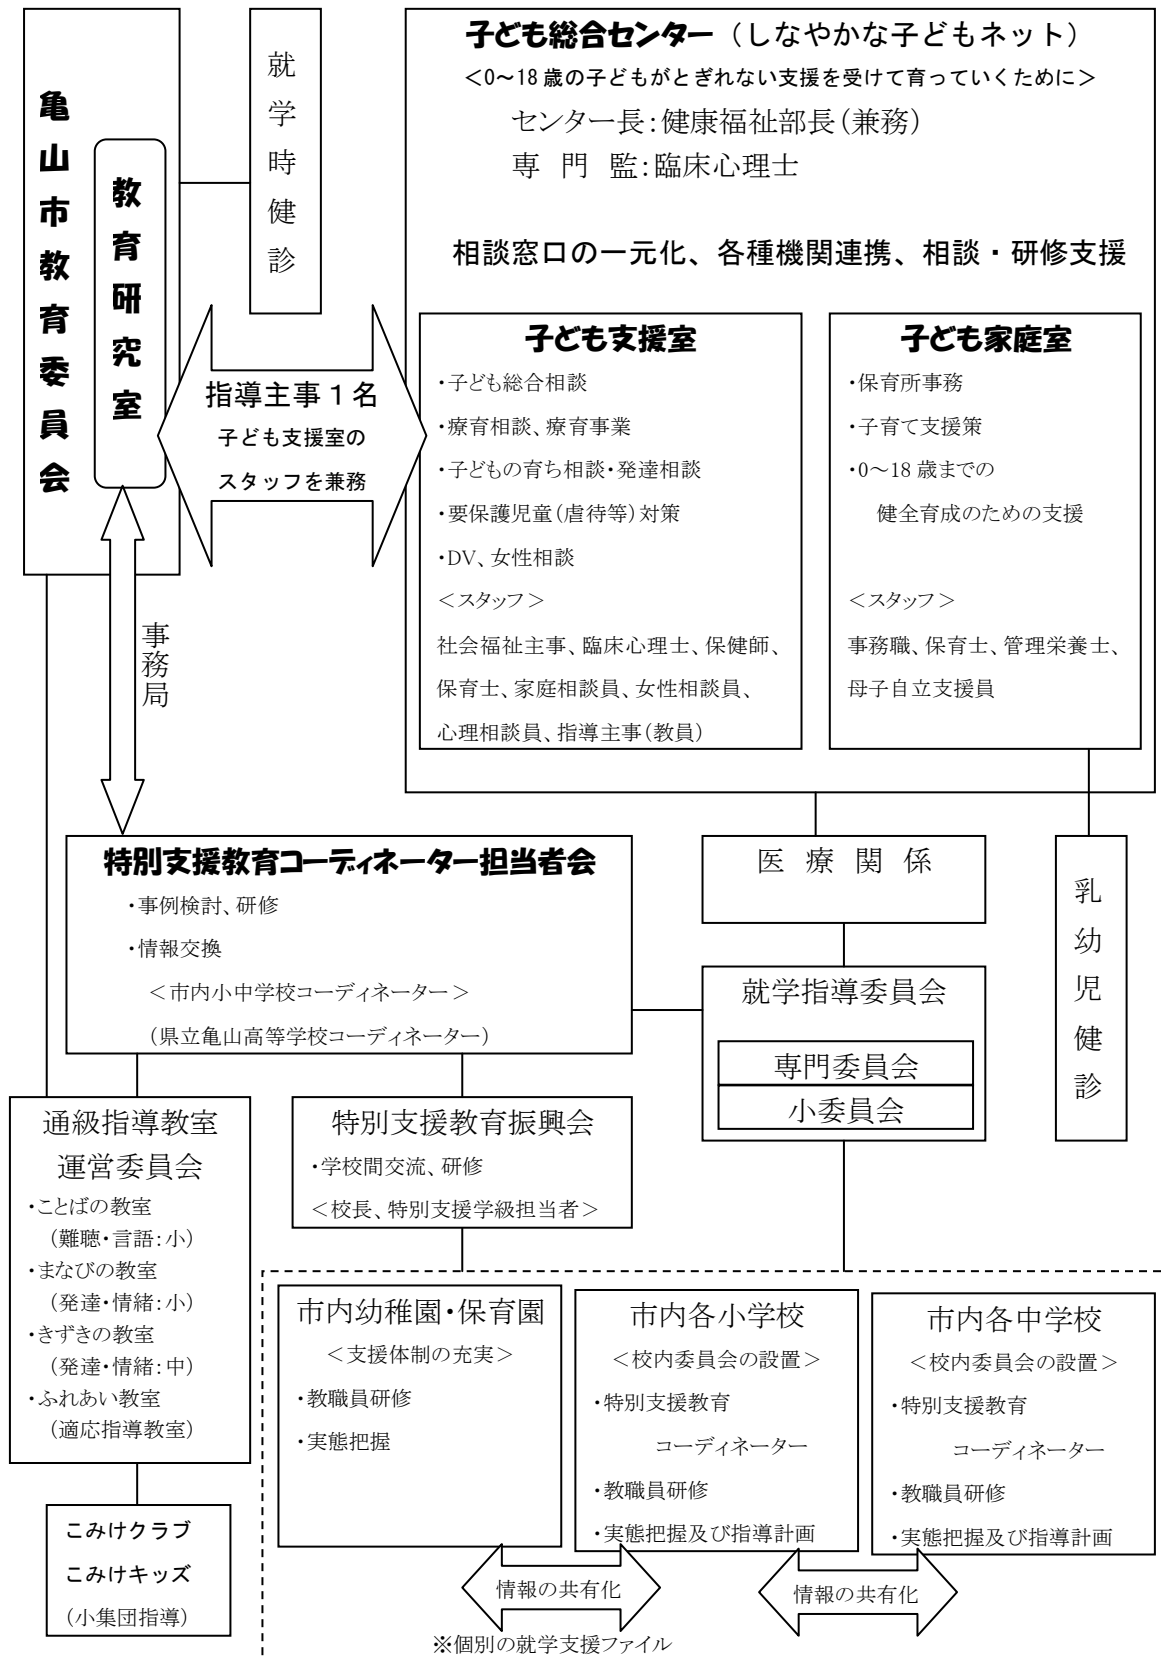 亀山市教育委員会
教育研究室
就学時健診
子ども総合センター（しなやかな子どもネット）
＜0～18歳の子どもがとぎれない支援を受けて育っていくために＞
センター長：健康福祉部長（兼務）
専　門　監：臨床心理士
相談窓口の一元化、各種機関連携、相談・研修支援
指導主事１名
子ども支援室の
スタッフを兼務
子ども支援室
・子ども総合相談
・療育相談、療育事業
・子どもの育ち相談・発達相談
・要保護児童（虐待等）対策
・DV、女性相談
＜スタッフ＞
社会福祉主事、臨床心理士、保健師、
保育士、家庭相談員、女性相談員、
心理相談員、指導主事（教員）
子ども家庭室
・保育所事務
・子育て支援策
・0～18歳までの
健全育成のための支援
＜スタッフ＞
事務職、保育士、管理栄養士、
母子自立支援員
事務局
特別支援教育コーディネーター担当者会
・事例検討、研修
・情報交換
＜市内小中学校コーディネーター＞
（県立亀山高等学校コーディネーター）
医　療　関　係
乳幼児健診
就学指導委員会
専門委員会
小委員会
通級指導教室
運営委員会
・ことばの教室
（難聴・言語：小）
・まなびの教室
（発達・情緒：小）
・きずきの教室
（発達・情緒：中）
・ふれあい教室
（適応指導教室）
特別支援教育振興会
・学校間交流、研修
＜校長、特別支援学級担当者＞
市内幼稚園・保育園
＜支援体制の充実＞
・教職員研修
・実態把握
市内各小学校
＜校内委員会の設置＞
・特別支援教育
コーディネーター
・教職員研修
・実態把握及び指導計画
市内各中学校
＜校内委員会の設置＞
・特別支援教育
コーディネーター
・教職員研修
・実態把握及び指導計画
こみけクラブ
こみけキッズ
（小集団指導）
情報の共有化
情報の共有化
※個別の就学支援ファイル